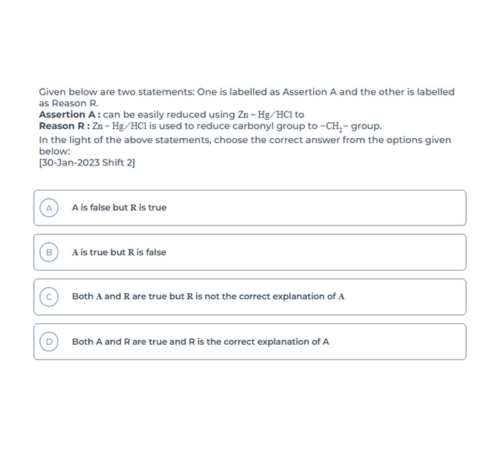 Given below are two statements: One is labelled as Assertion A and the other is labelled
as Reason R.
Assertion A : can be easily reduced using Zn − Hg/HCl to
Reason R : Zn − Hg/HCl is used to reduce carbonyl group to −CH₂− group.
In the light of the above statements, choose the correct answer from the options given
below:
[30-Jan-2023 Shift 2]
A A is false but R is true
B A is true but R is false
C Both A and R are true but R is not the correct explanation of A
D Both A and R are true and R is the correct explanation of A